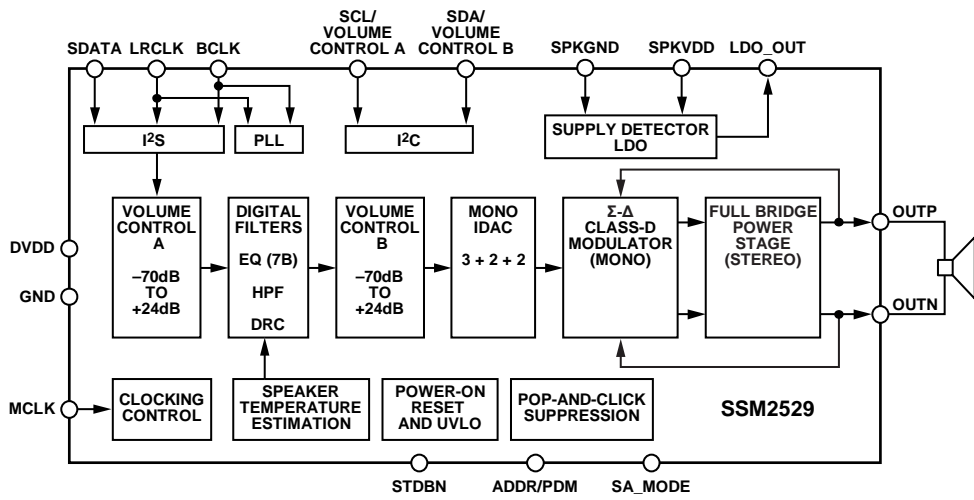 SCL/
VOLUME
CONTROL A
SDA/
VOLUME
CONTROL B
SDATA
LRCLK
BCLK
SPKGND
SPKVDD
LDO_OUT
I²S
PLL
I²C
SUPPLY DETECTOR
LDO
VOLUME
CONTROL
A
–70dB
TO
+24dB
DIGITAL
FILTERS
EQ (7B)
HPF
DRC
VOLUME
CONTROL
B
–70dB
TO
+24dB
MONO
IDAC
3 + 2 + 2
Σ-Δ
CLASS-D
MODULATOR
(MONO)
FULL BRIDGE
POWER
STAGE
(STEREO)
OUTP
OUTN
DVDD
GND
MCLK
CLOCKING
CONTROL
SPEAKER
TEMPERATURE
ESTIMATION
POWER-ON
RESET
AND UVLO
POP-AND-CLICK
SUPPRESSION
SSM2529
STDBN
ADDR/PDM
SA_MODE